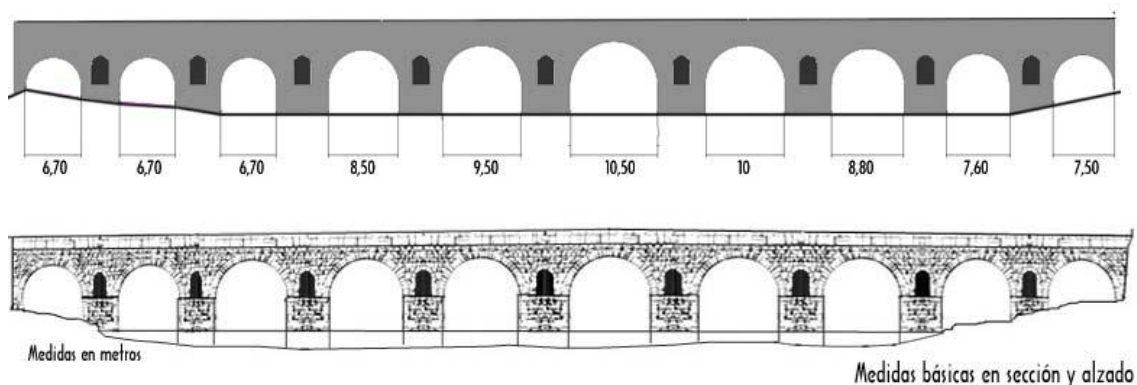 6,70 6,70 6,70 8,50 9,50 10,50 10 8,80 7,60 7,50
Medidas en metros
Medidas básicas en sección y alzado